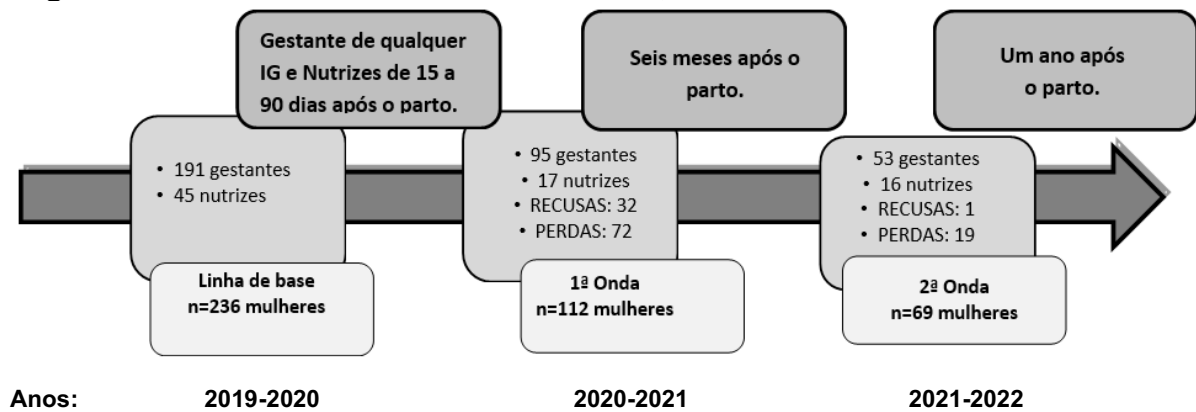 Gestante de qualquer
IG e Nutrizes de 15 a
90 dias após o parto.
Seis meses após o
parto.
Um ano após
o parto.
• 191 gestantes
• 45 nutrizes
• 95 gestantes
• 17 nutrizes
• RECUSAS: 32
• PERDAS: 72
• 53 gestantes
• 16 nutrizes
• RECUSAS: 1
• PERDAS: 19
Linha de base
n=236 mulheres
1ª Onda
n=112 mulheres
2ª Onda
n=69 mulheres
Anos: 2019-2020 2020-2021 2021-2022